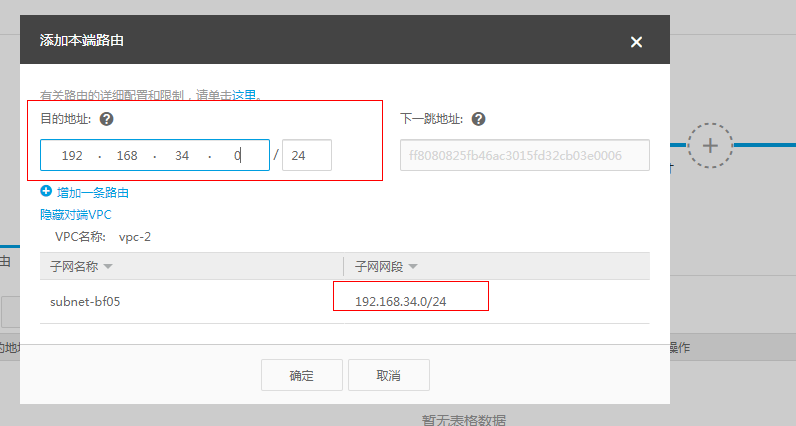 添加本端路由
有关路由的详细配置和限制，请单击这里。
目的地址: ?
下一跳地址: ?
192 . 168 . 34 . 0 / 24
ff8080825fb46ac3015fd32cb03e0006
增加一条路由
隐藏对端VPC
VPC名称: vpc-2
由
子网名称 子网网段
subnet-bf05 192.168.34.0/24
的地址
操作
确定 取消
暂无表格数据